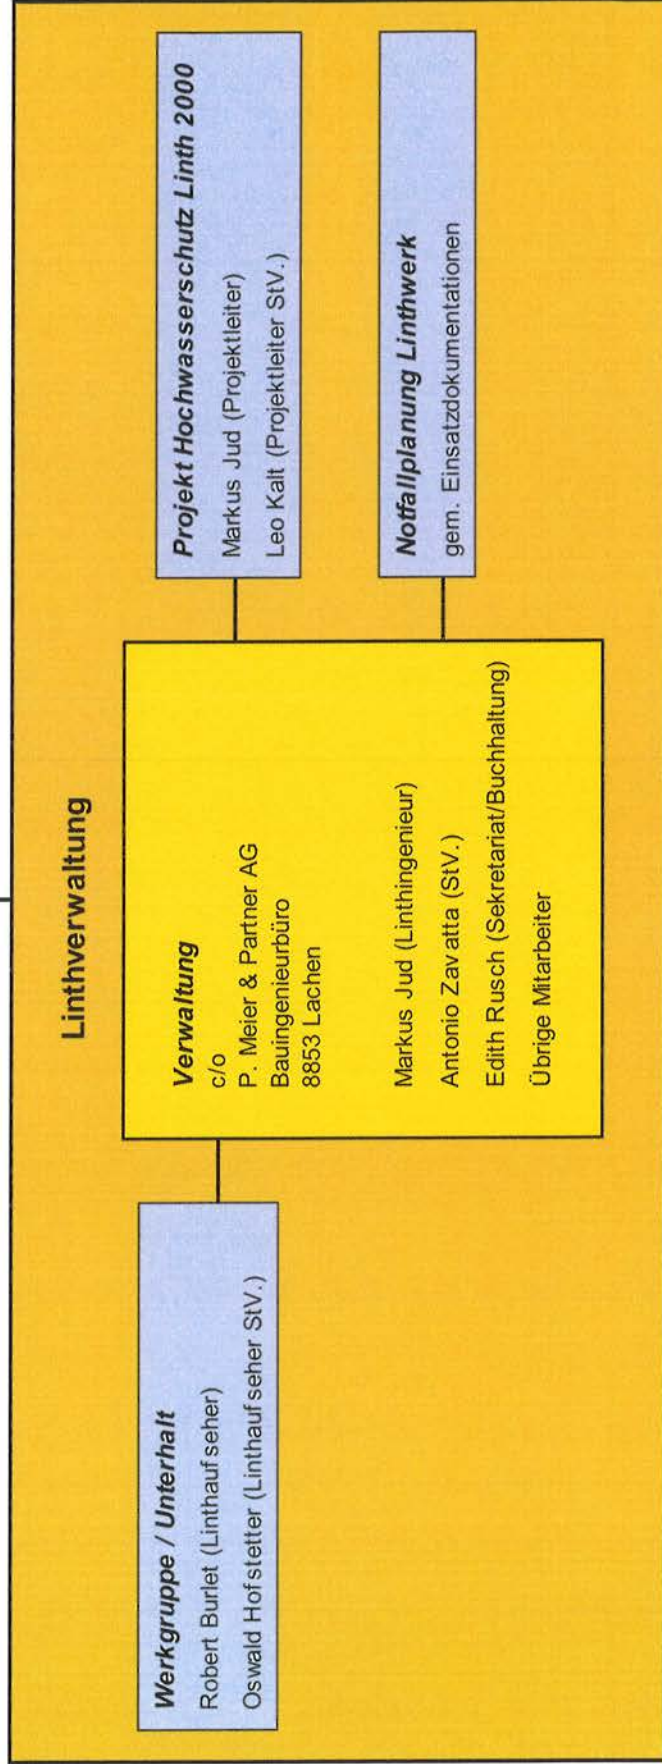 Linthverwaltung
Werkgruppe / Unterhalt
Robert Burlet (Linthaufseher)
Oswald Hofstetter (Linthaufseher StV.)
Verwaltung
c/o
P. Meier & Partner AG
Bauingenieurbüro
8853 Lachen
Markus Jud (Linthingenieur)
Antonio Zavatta (StV.)
Edith Rusch (Sekretariat/Buchhaltung)
Übrige Mitarbeiter
Projekt Hochwasserschutz Linth 2000
Markus Jud (Projektleiter)
Leo Kalt (Projektleiter StV.)
Notfallplanung Linthwerk
gem. Einsatzdokumentationen